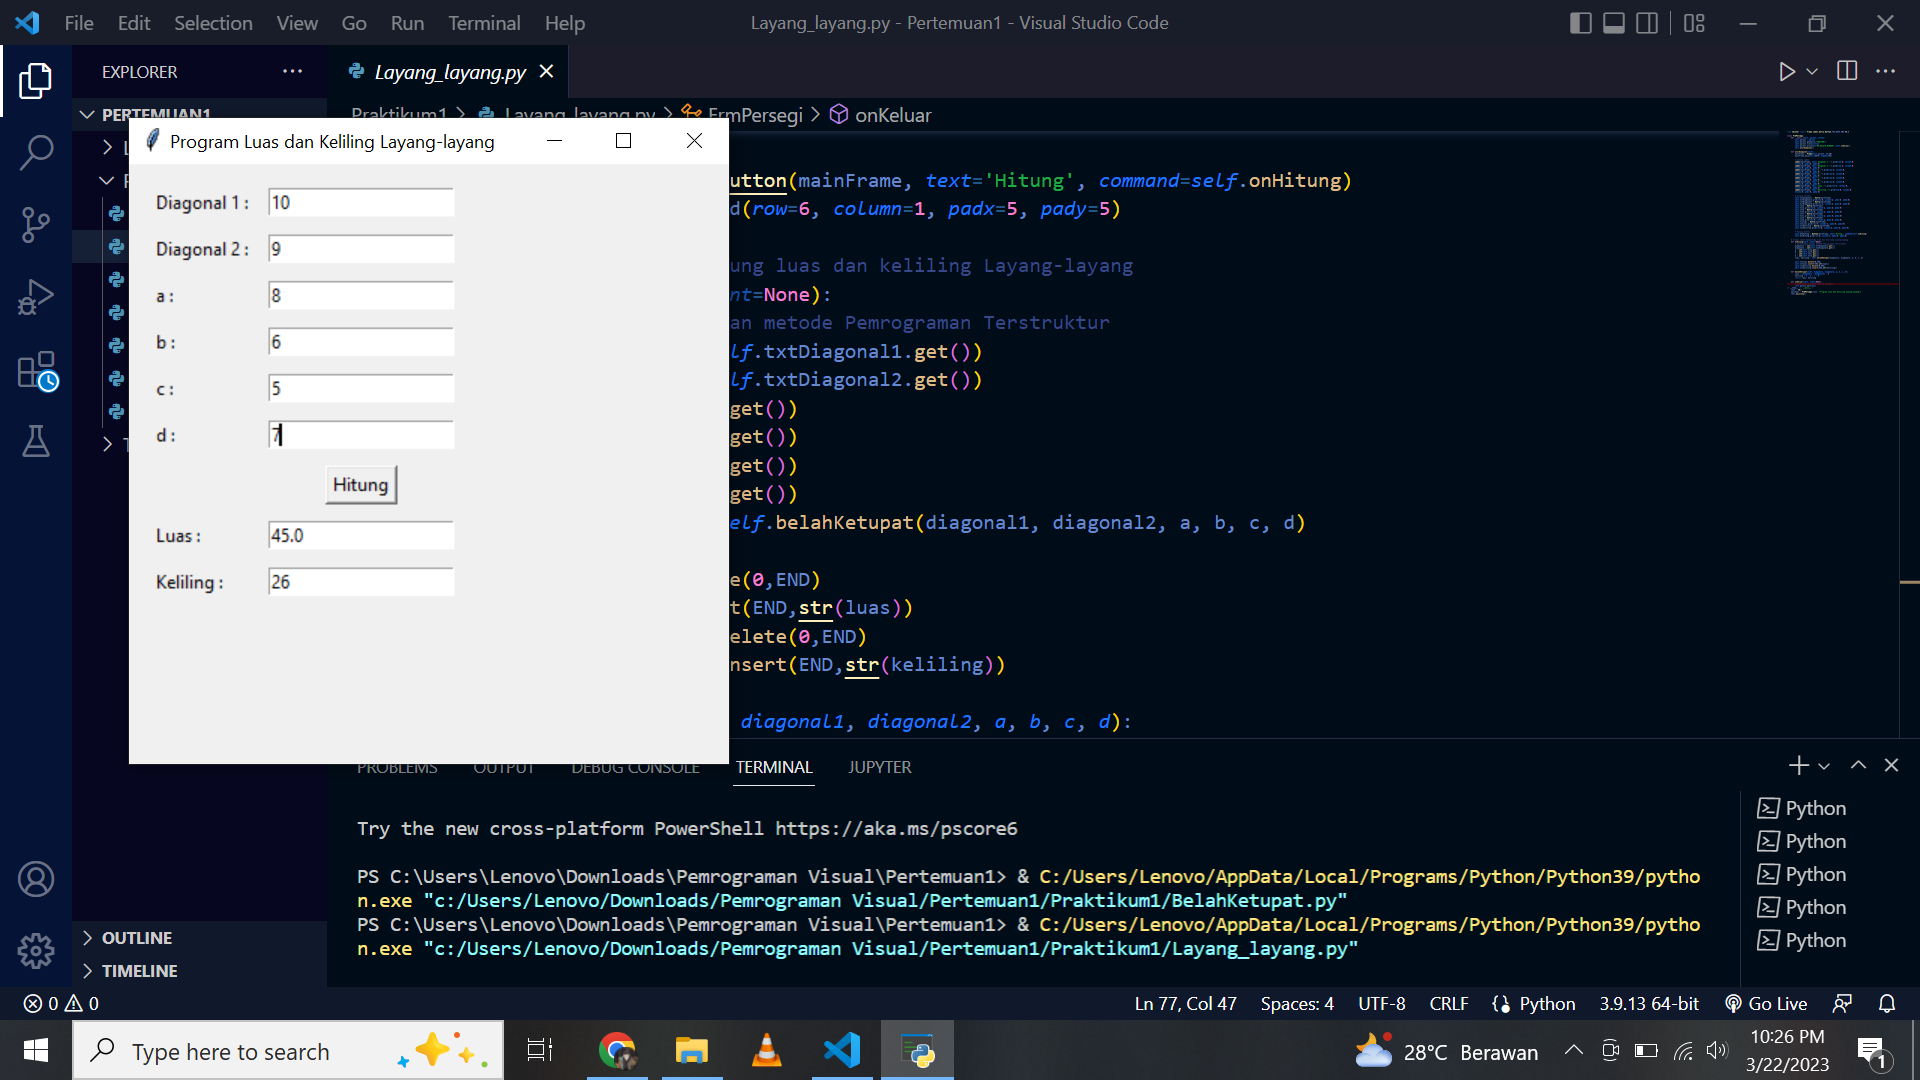 File Edit Selection View Go Run Terminal Help
Layang_layang.py - Pertemuan1 - Visual Studio Code
EXPLORER
Layang_layang.py
PERTEMUAN1
Praktikum1 > Layang_layang.py > FrmPersegi > onKeluar
Program Luas dan Keliling Layang-layang
Diagonal 1 : 10
Diagonal 2 : 9
a : 8
b : 6
c : 5
d : 7
Hitung
Luas : 45.0
Keliling : 26
utton(mainFrame, text='Hitung', command=self.onHitung)
d(row=6, column=1, padx=5, pady=5)
ung luas dan keliling Layang-layang
nt=None):
an metode Pemrograman Terstruktur
lf.txtDiagonal1.get())
lf.txtDiagonal2.get())
get())
get())
get())
get())
elf.belahKetupat(diagonal1, diagonal2, a, b, c, d)
e(0,END)
t(END,str(luas))
elete(0,END)
nsert(END,str(keliling))
diagonal1, diagonal2, a, b, c, d):
PROBLEMS OUTPUT DEBUG CONSOLE TERMINAL JUPYTER
Try the new cross-platform PowerShell https://aka.ms/pscore6
PS C:\Users\Lenovo\Downloads\Pemrograman Visual\Pertemuan1> & C:/Users/Lenovo/AppData/Local/Programs/Python/Python39/pytho
n.exe "c:/Users/Lenovo/Downloads/Pemrograman Visual/Pertemuan1/Praktikum1/BelahKetupat.py"
PS C:\Users\Lenovo\Downloads\Pemrograman Visual\Pertemuan1> & C:/Users/Lenovo/AppData/Local/Programs/Python/Python39/pytho
n.exe "c:/Users/Lenovo/Downloads/Pemrograman Visual/Pertemuan1/Praktikum1/Layang_layang.py"
Python
Python
Python
Python
Python
OUTLINE
TIMELINE
0 0
Ln 77, Col 47 Spaces: 4 UTF-8 CRLF Python 3.9.13 64-bit Go Live
Type here to search
28°C Berawan
10:26 PM
3/22/2023
1